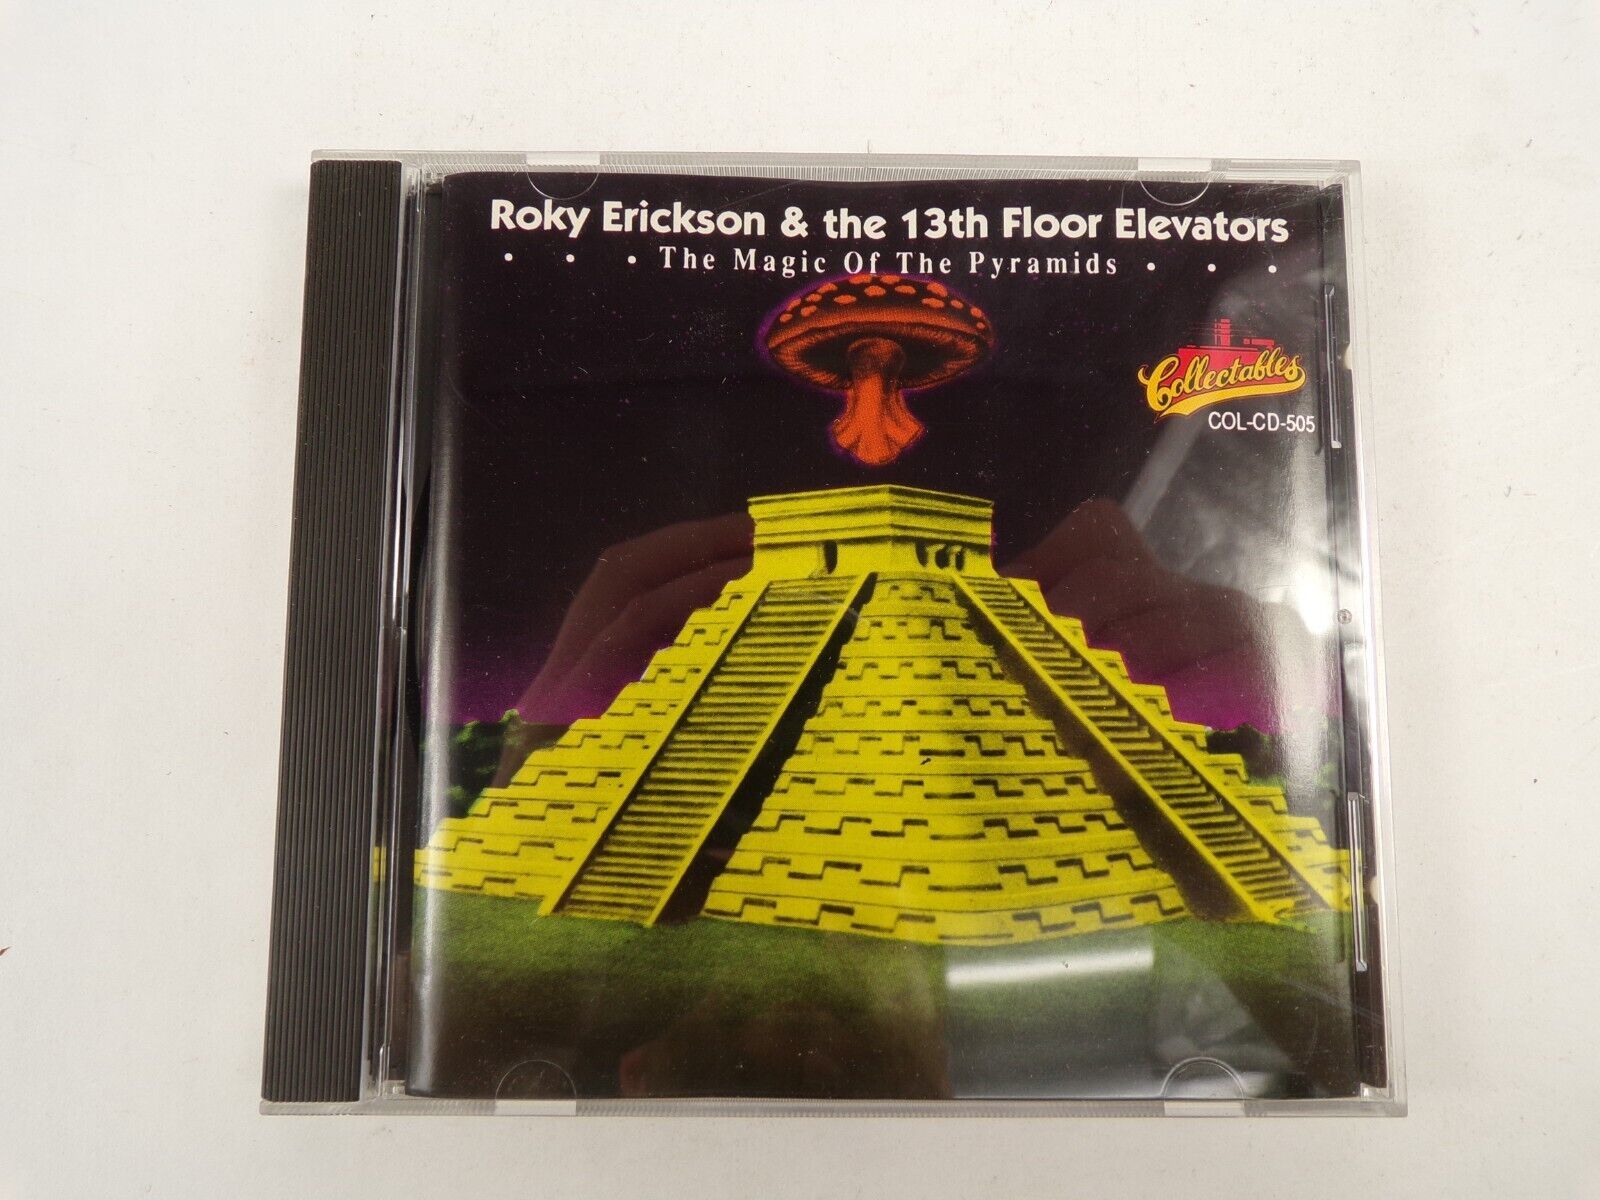 Roky Erickson & the 13th Floor Elevators
• • • The Magic Of The Pyramids • • •
Collectables
COL-CD-505